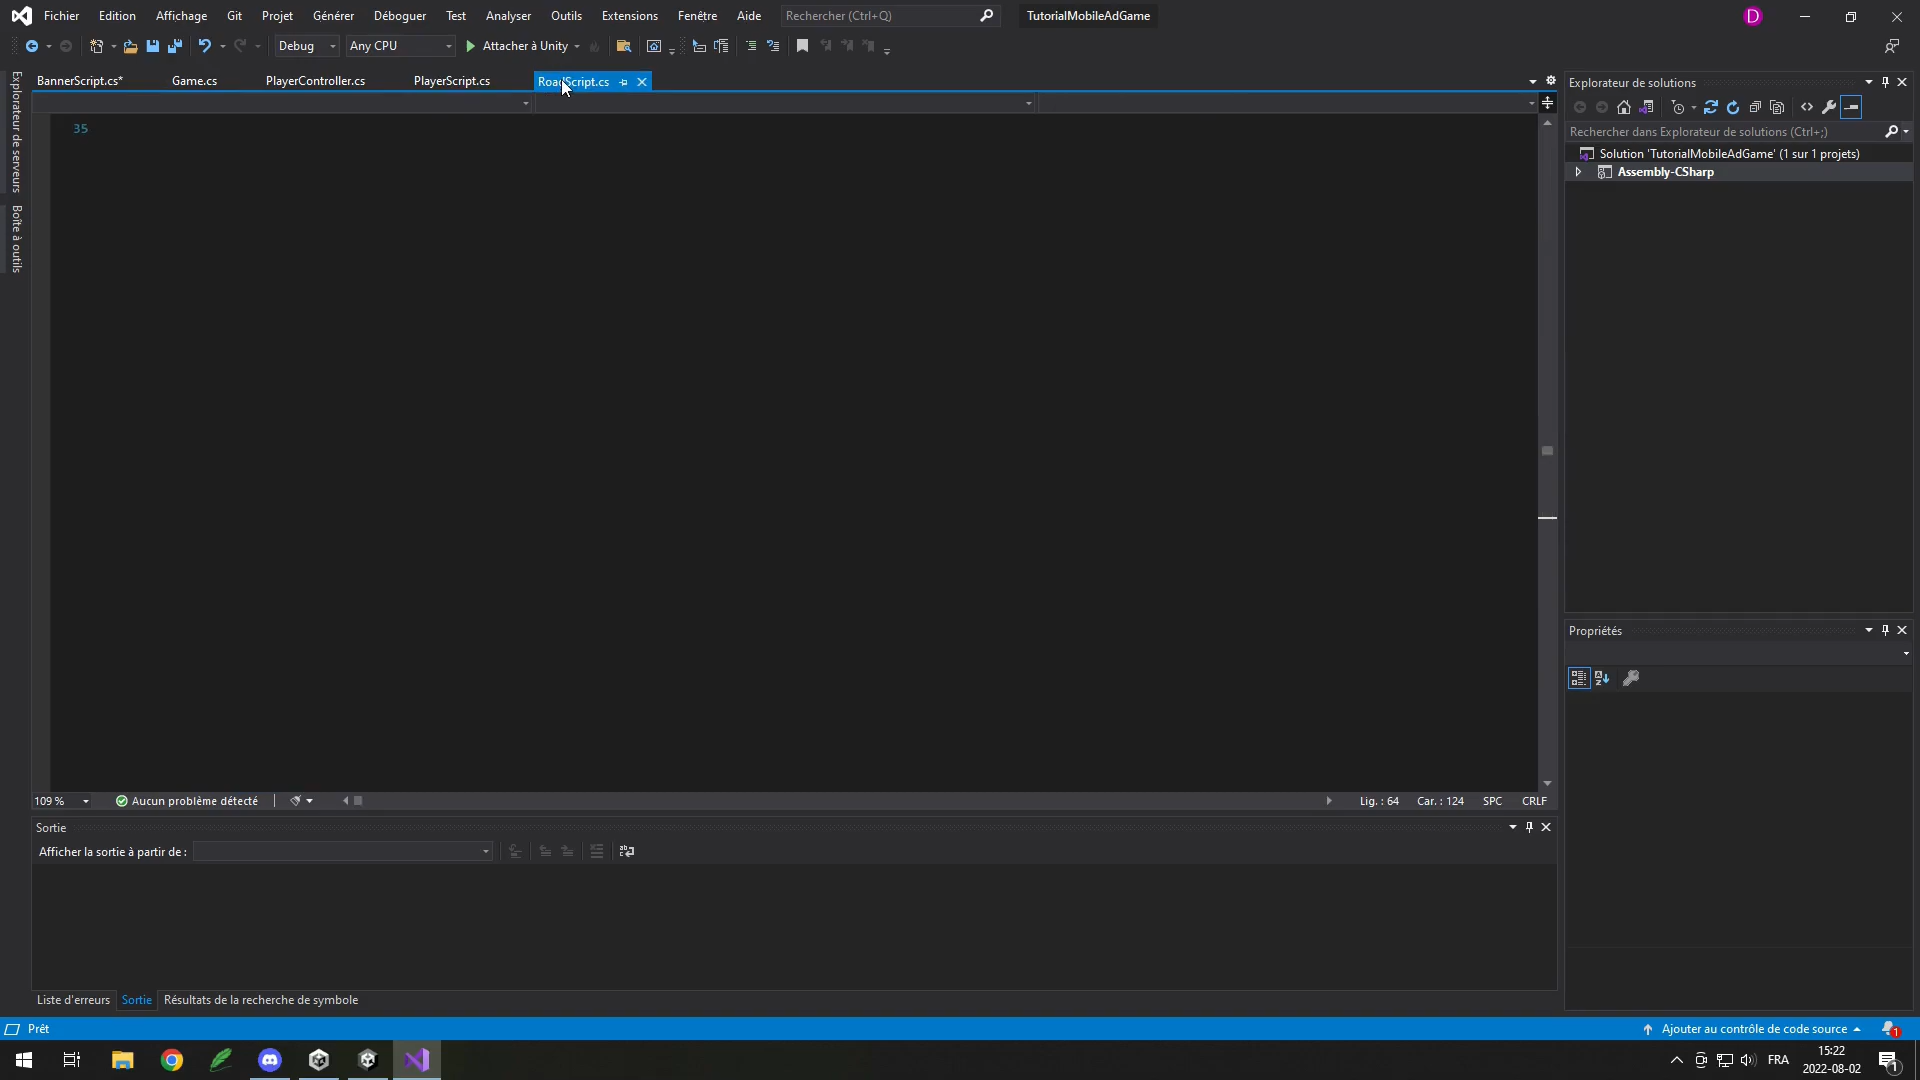 Fichier Edition Affichage Git Projet Générer Déboguer Test Analyser Outils Extensions Fenêtre Aide Rechercher (Ctrl+Q) TutorialMobileAdGame D
Debug Any CPU Attacher à Unity
BannerScript.cs* Game.cs PlayerController.cs PlayerScript.cs RoadScript.cs
Explorateur de serveurs
Boîte à outils
35
Explorateur de solutions
Rechercher dans Explorateur de solutions (Ctrl+;)
Solution 'TutorialMobileAdGame' (1 sur 1 projets)
Assembly-CSharp
Propriétés
109 % Aucun problème détecté Lig. : 64 Car. : 124 SPC CRLF
Sortie
Afficher la sortie à partir de :
Liste d'erreurs Sortie Résultats de la recherche de symbole
Prêt Ajouter au contrôle de code source 1
FRA 15:22
2022-08-02 1